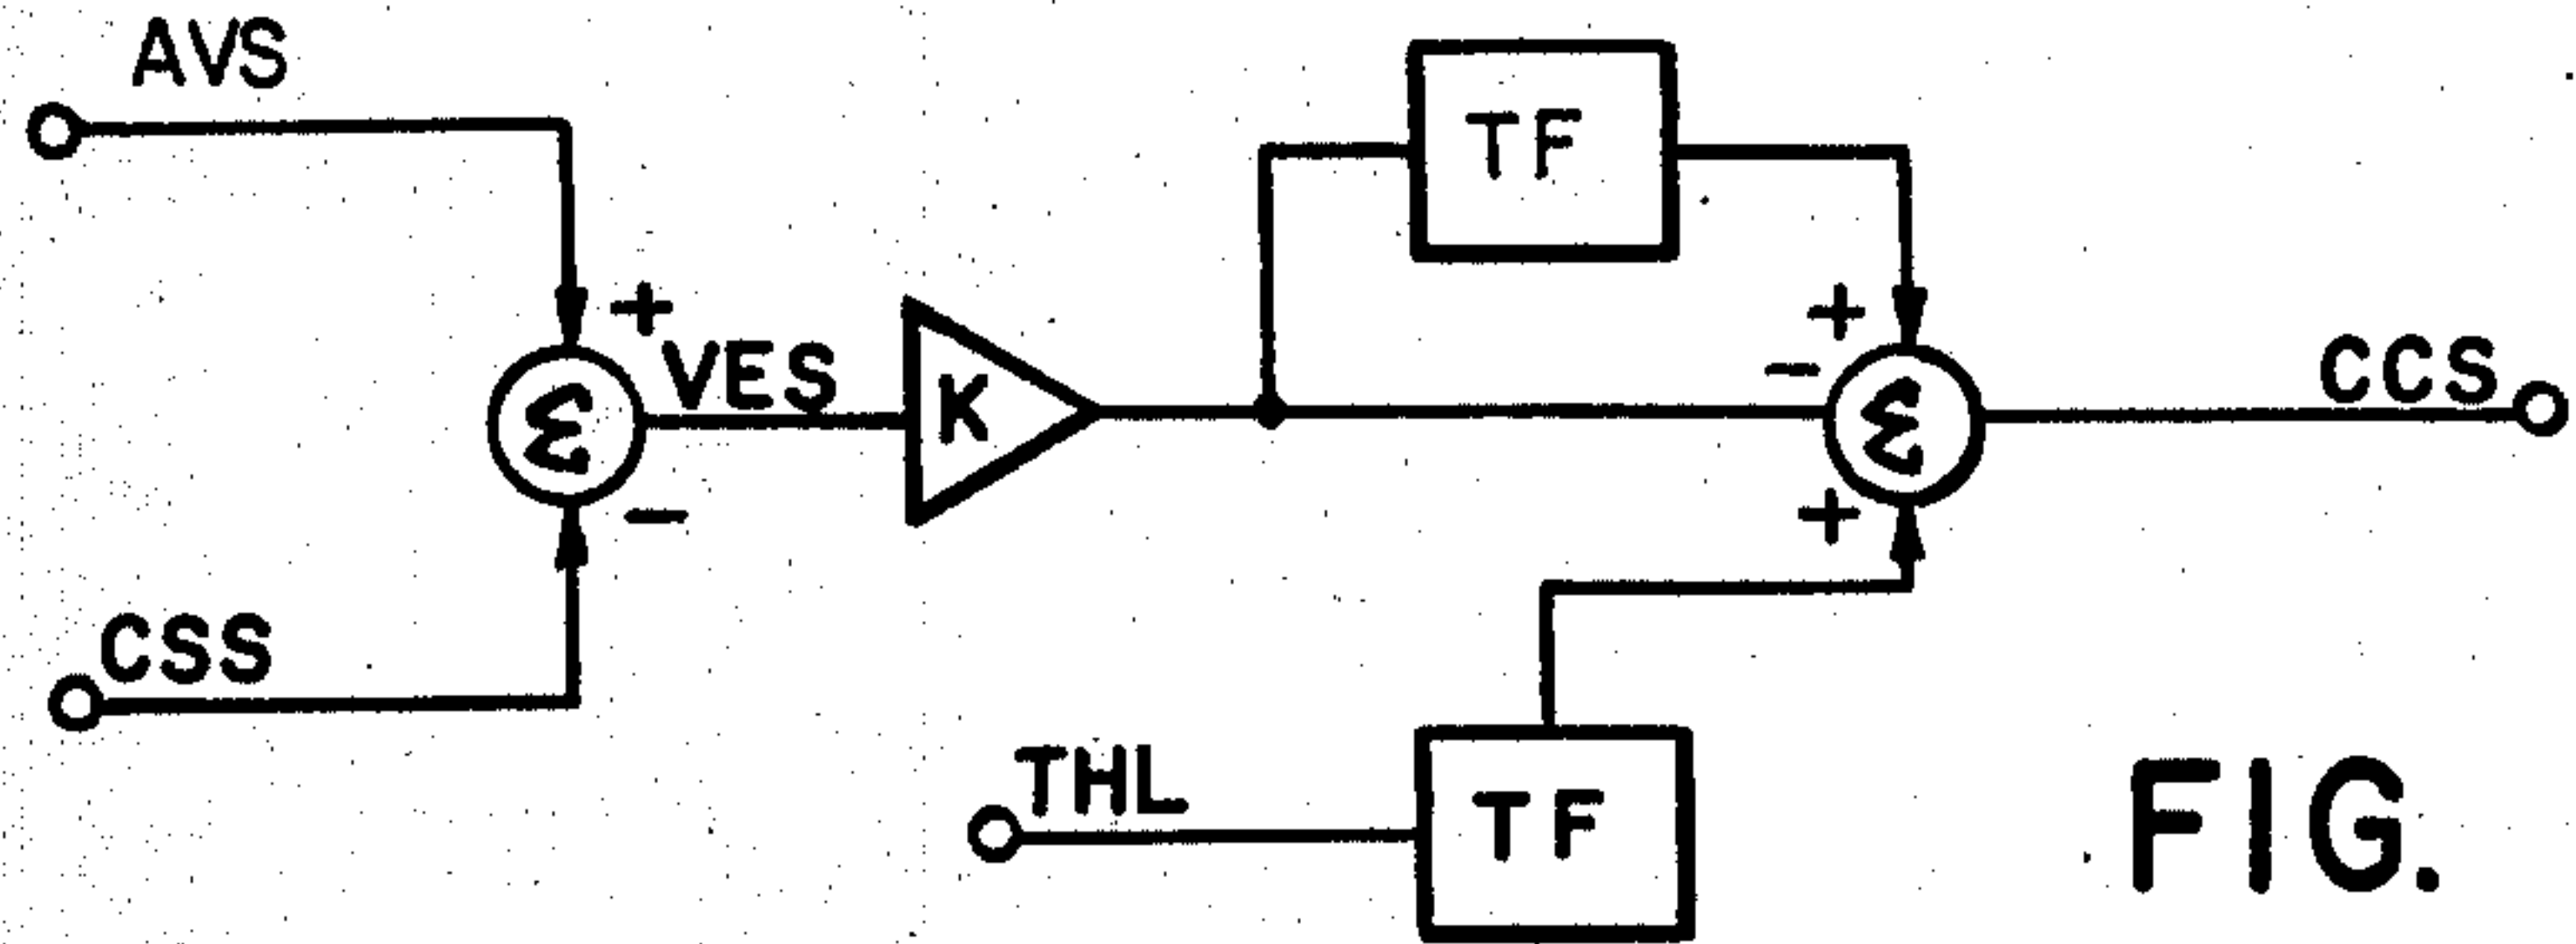 AVS
TF
+
+
VES
K
-
Σ
Σ
CCS
-
+
CSS
THL
TF
FIG.